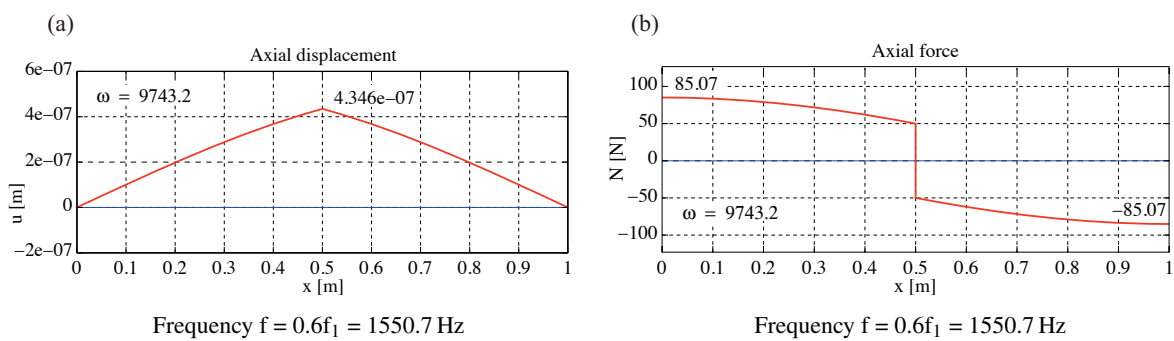 (a)
Axial displacement
6e−07
4e−07
2e−07
0
−2e−07
u [m]
ω = 9743.2
4.346e−07
0 0.1 0.2 0.3 0.4 0.5 0.6 0.7 0.8 0.9 1
x [m]
Frequency f = 0.6f₁ = 1550.7 Hz
(b)
Axial force
100
50
0
−50
−100
N [N]
85.07
ω = 9743.2
−85.07
0 0.1 0.2 0.3 0.4 0.5 0.6 0.7 0.8 0.9 1
x [m]
Frequency f = 0.6f₁ = 1550.7 Hz